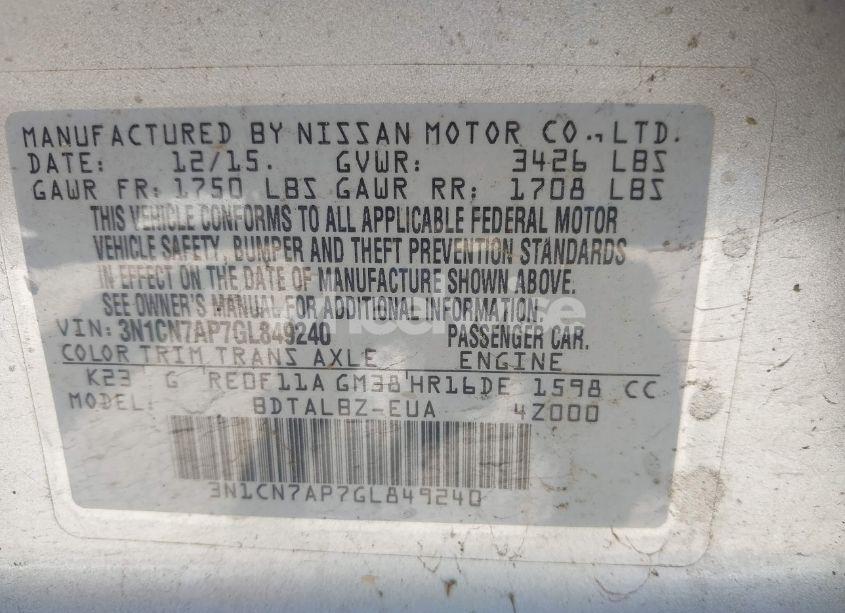 MANUFACTURED BY NISSAN MOTOR CO.,LTD.
DATE: 12/15. GVWR: 3426 LBS
GAWR FR: 1750 LBS GAWR RR: 1708 LBS
THIS VEHICLE CONFORMS TO ALL APPLICABLE FEDERAL MOTOR
VEHICLE SAFETY, BUMPER AND THEFT PREVENTION STANDARDS
IN EFFECT ON THE DATE OF MANUFACTURE SHOWN ABOVE.
SEE OWNER'S MANUAL FOR ADDITIONAL INFORMATION.
VIN: 3N1CN7AP7GL849240 PASSENGER CAR.
COLOR TRIM TRANS AXLE ENGINE
K23 G RE0F11A GM38 HR16DE 1598 CC
MODEL: BDTALBZ-EUA 4Z000
3N1CN7AP7GL849240